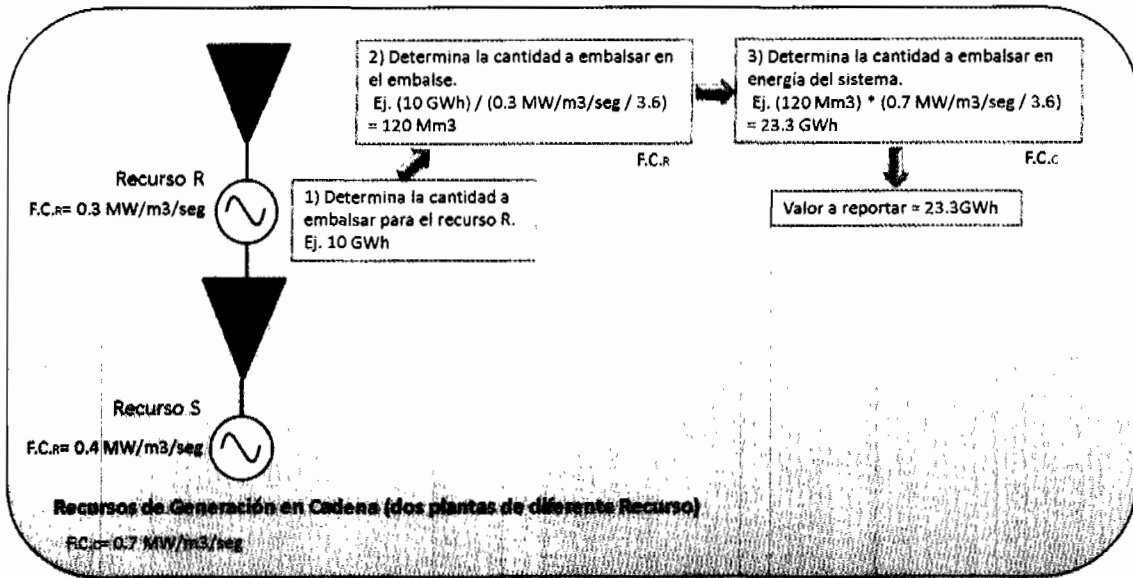 2) Determina la cantidad a embalsar en
el embalse.
Ej. (10 GWh) / (0.3 MW/m3/seg / 3.6)
= 120 Mm3
F.C.R
3) Determina la cantidad a embalsar en
energía del sistema.
Ej. (120 Mm3) * (0.7 MW/m3/seg / 3.6)
= 23.3 GWh
F.C.C
Recurso R
F.C.R= 0.3 MW/m3/seg
1) Determina la cantidad a
embalsar para el recurso R.
Ej. 10 GWh
Valor a reportar = 23.3GWh
Recurso S
F.C.R= 0.4 MW/m3/seg
Recursos de Generación en Cadena (dos plantas de diferente Recurso)
F.C.C= 0.7 MW/m3/seg